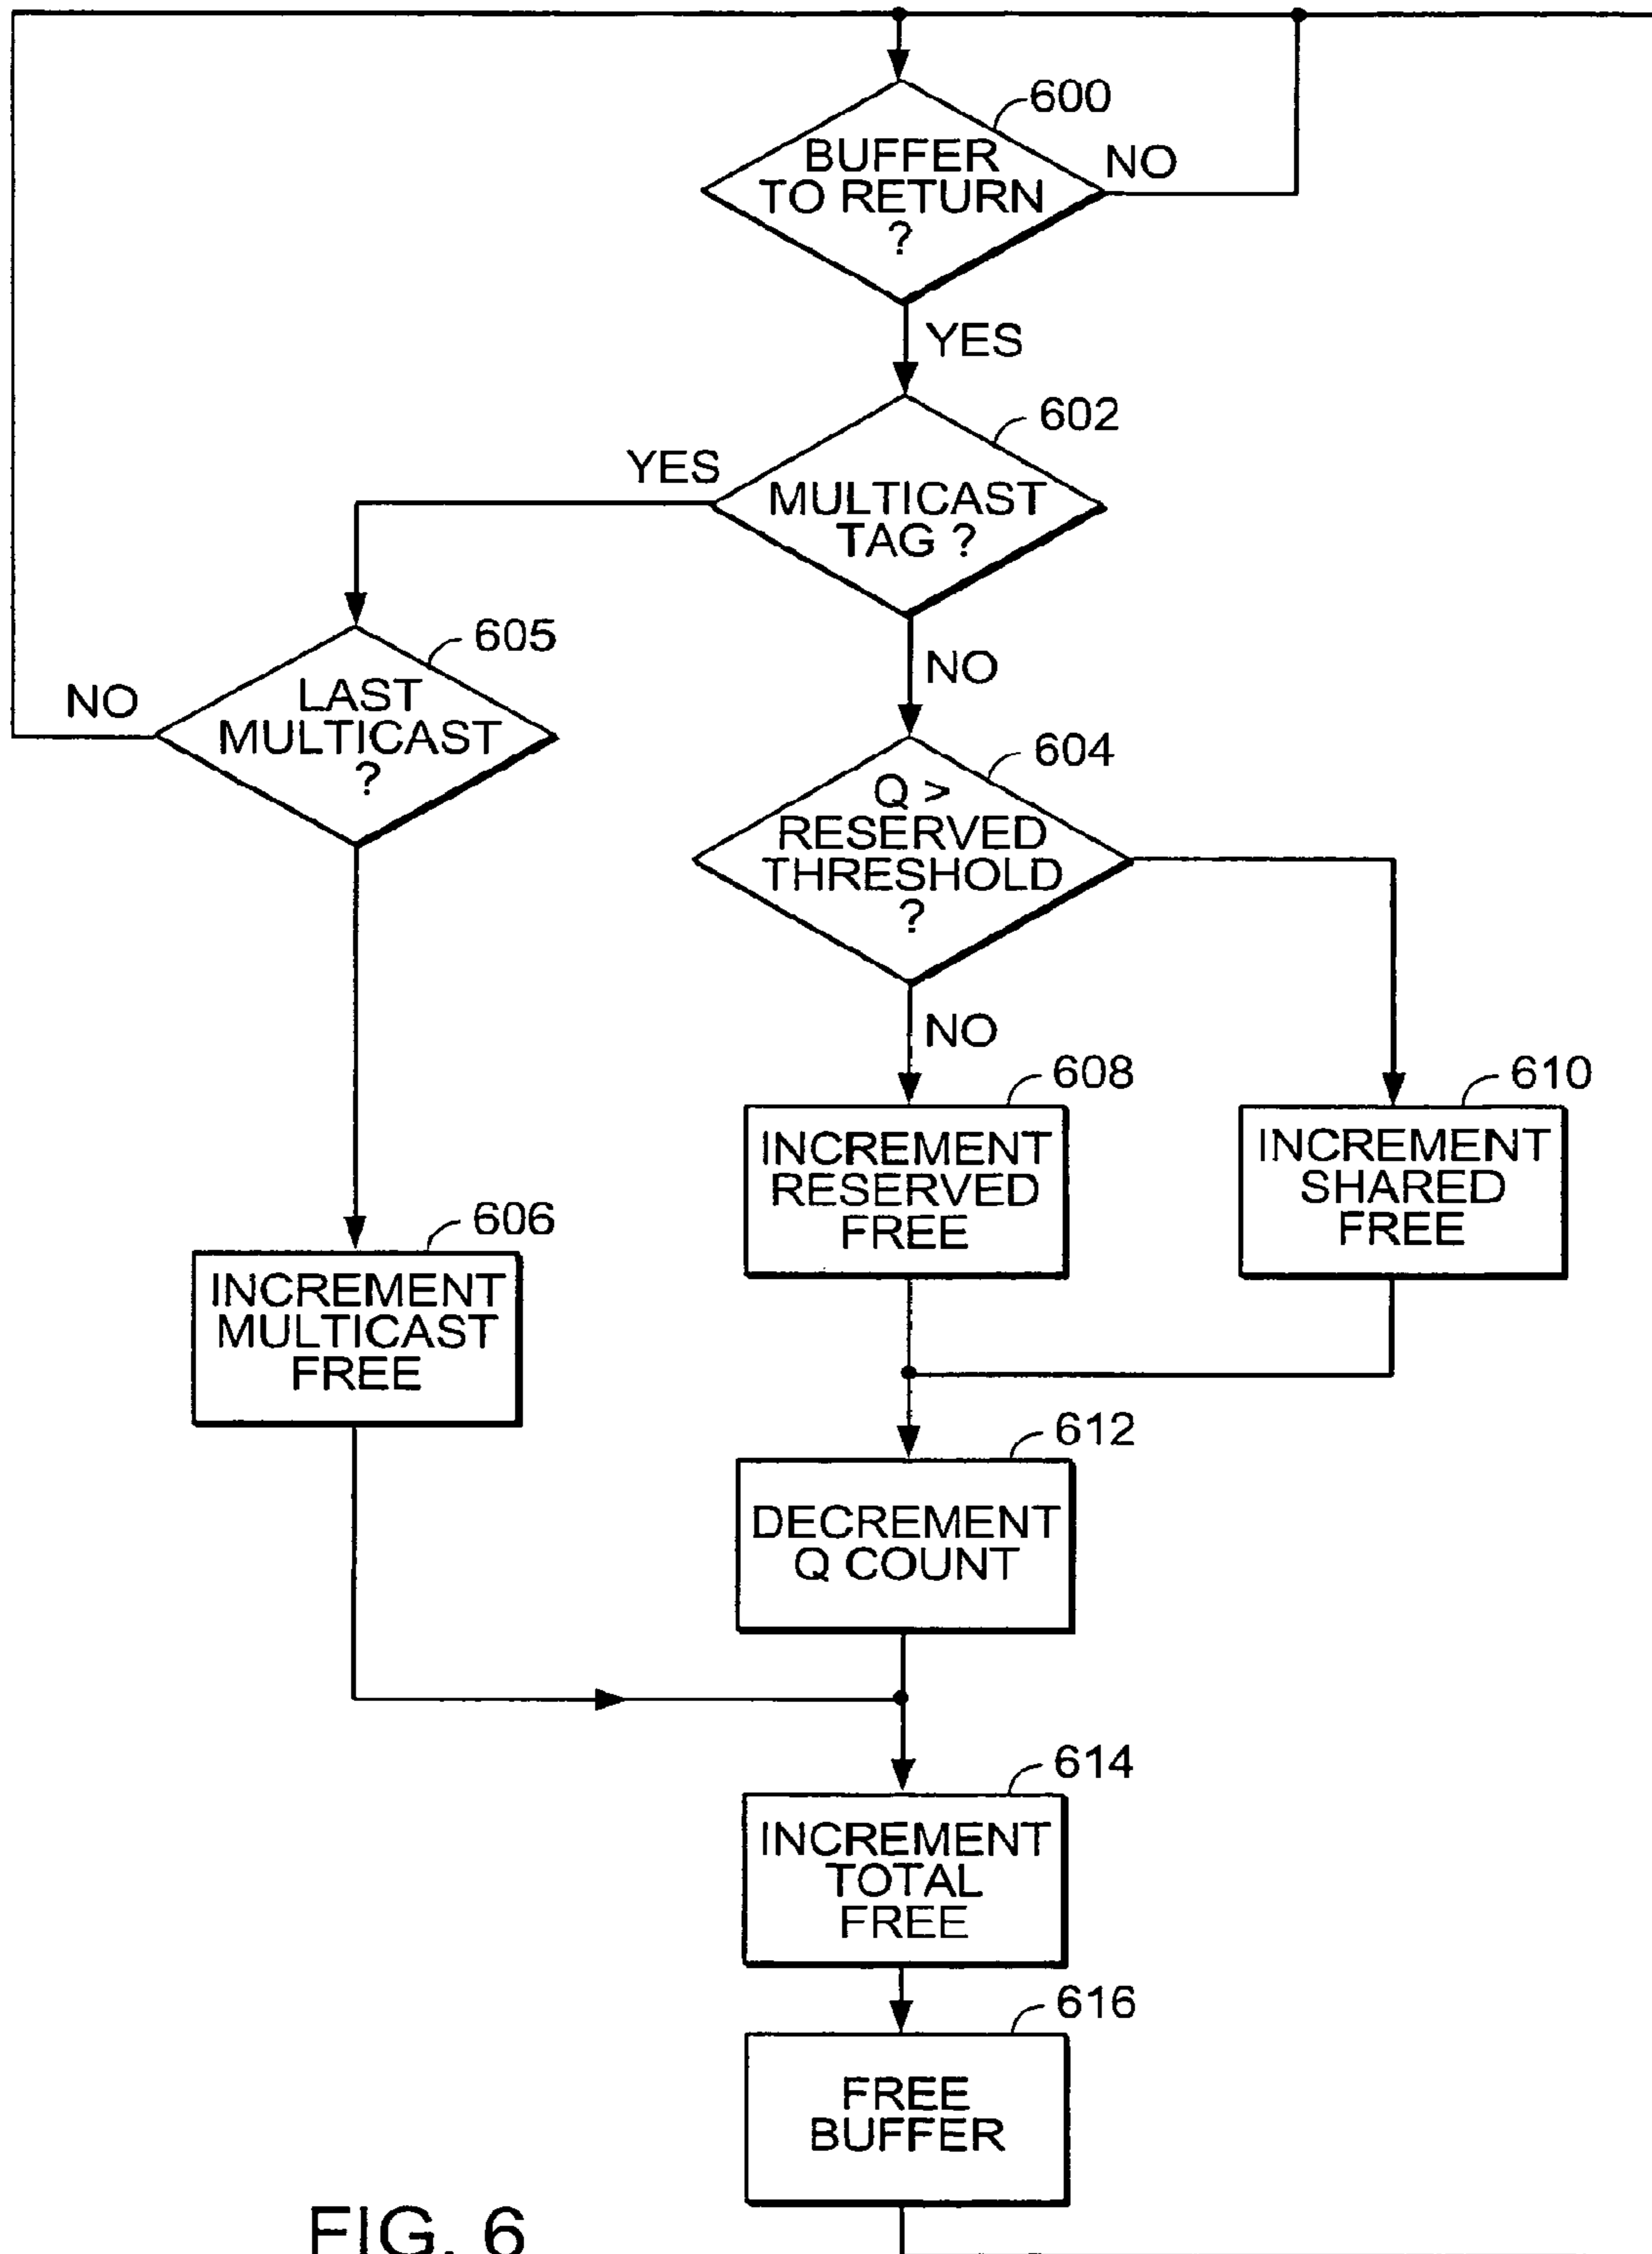 600
BUFFER
TO RETURN
?
NO
YES
602
MULTICAST
TAG ?
YES
NO
605
LAST
MULTICAST
?
NO
604
Q >
RESERVED
THRESHOLD
?
NO
608
INCREMENT
RESERVED
FREE
610
INCREMENT
SHARED
FREE
606
INCREMENT
MULTICAST
FREE
612
DECREMENT
Q COUNT
614
INCREMENT
TOTAL
FREE
616
FREE
BUFFER
FIG. 6